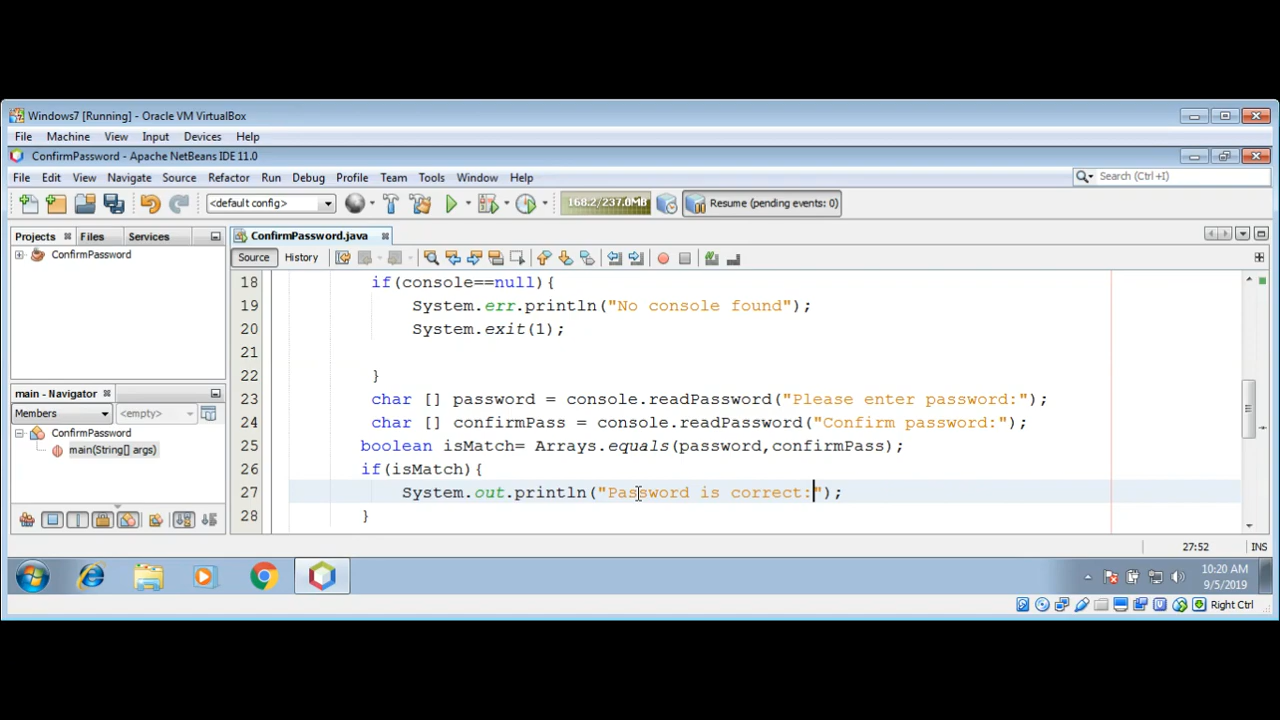 Windows7 [Running] - Oracle VM VirtualBox
File Machine View Input Devices Help
ConfirmPassword - Apache NetBeans IDE 11.0
File Edit View Navigate Source Refactor Run Debug Profile Team Tools Window Help
Search (Ctrl+I)
<default config>
168.2/237.0MB
Resume (pending events: 0)
Projects Files Services
ConfirmPassword.java
Source History
ConfirmPassword
18 if(console==null){
19 System.err.println("No console found");
20 System.exit(1);
21
22 }
23 char [] password = console.readPassword("Please enter password:");
24 char [] confirmPass = console.readPassword("Confirm password:");
25 boolean isMatch= Arrays.equals(password,confirmPass);
26 if(isMatch){
27 System.out.println("Password is correct:");
28 }
main - Navigator
Members <empty>
ConfirmPassword
main(String[] args)
27:52 INS
10:20 AM
9/5/2019
Right Ctrl